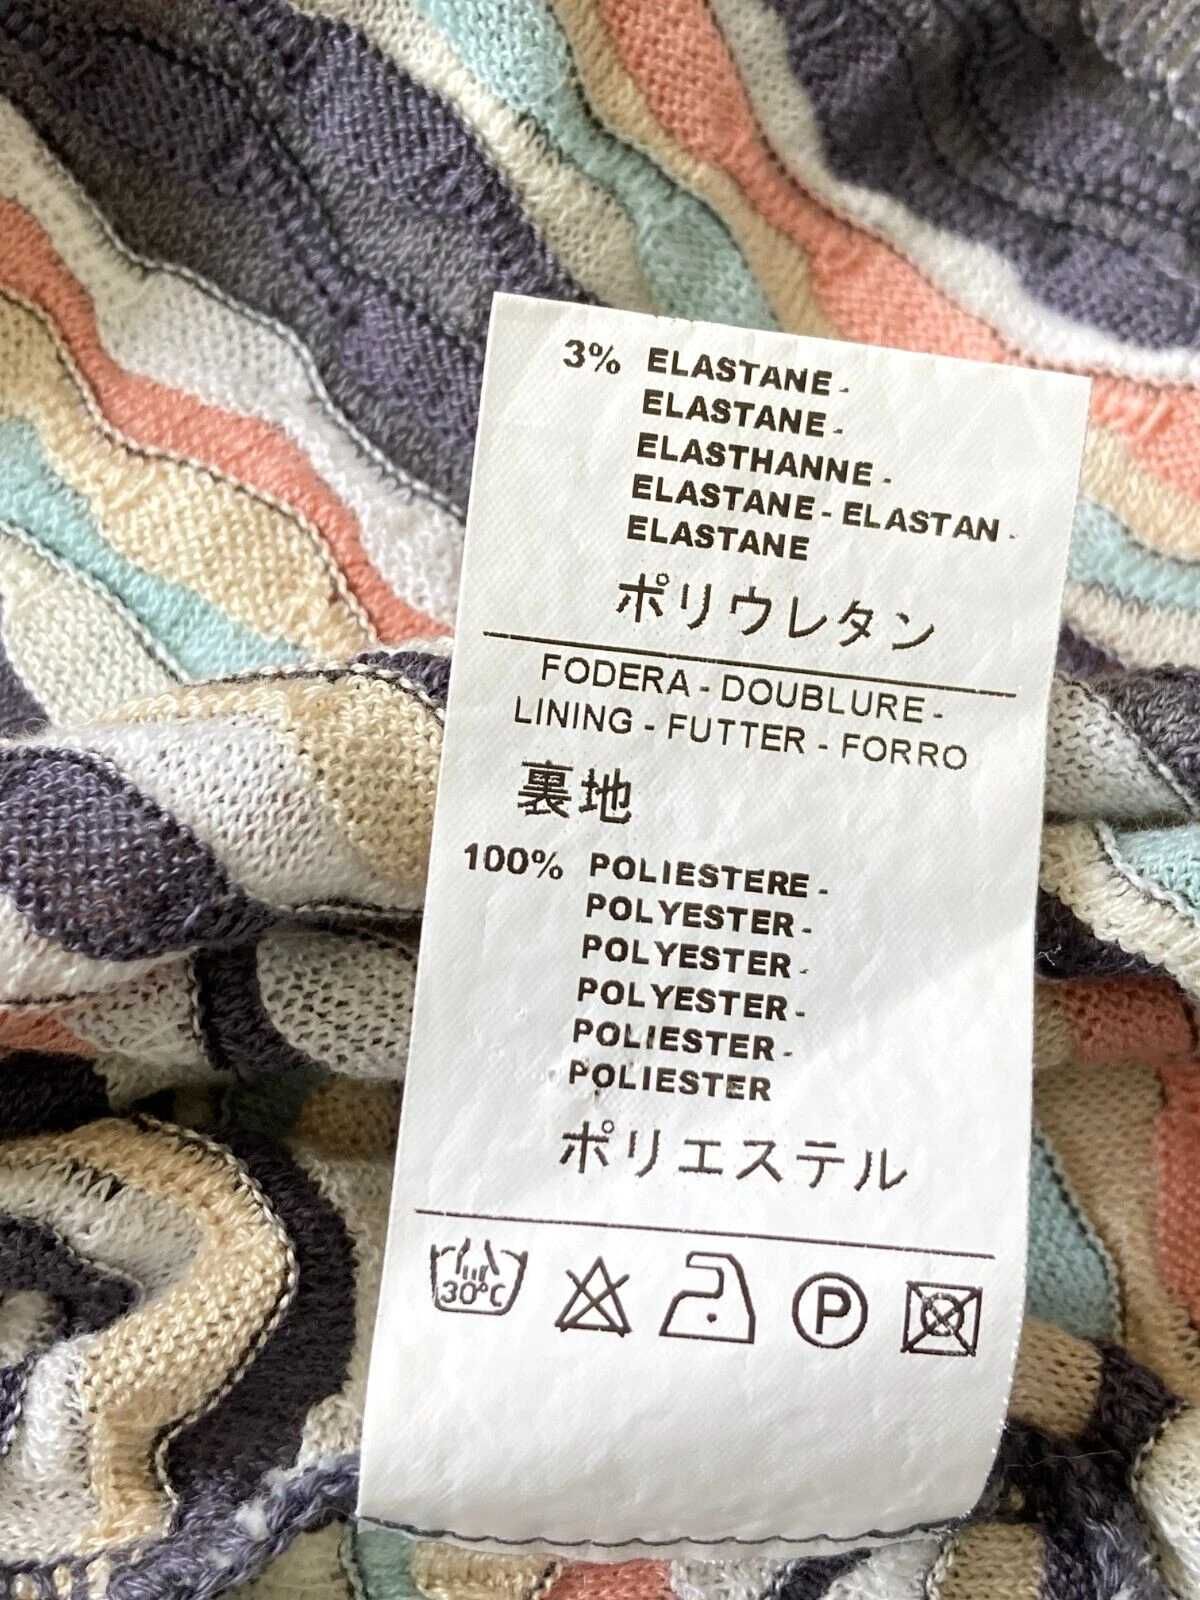 3% ELASTANE -
ELASTANE -
ELASTHANNE -
ELASTANE - ELASTAN -
ELASTANE
ポリウレタン
FODERA - DOUBLURE -
LINING - FUTTER - FORRO
裏地
100% POLIESTERE -
POLYESTER -
POLYESTER -
POLYESTER -
POLIESTER -
POLIESTER
ポリエステル
30°C P